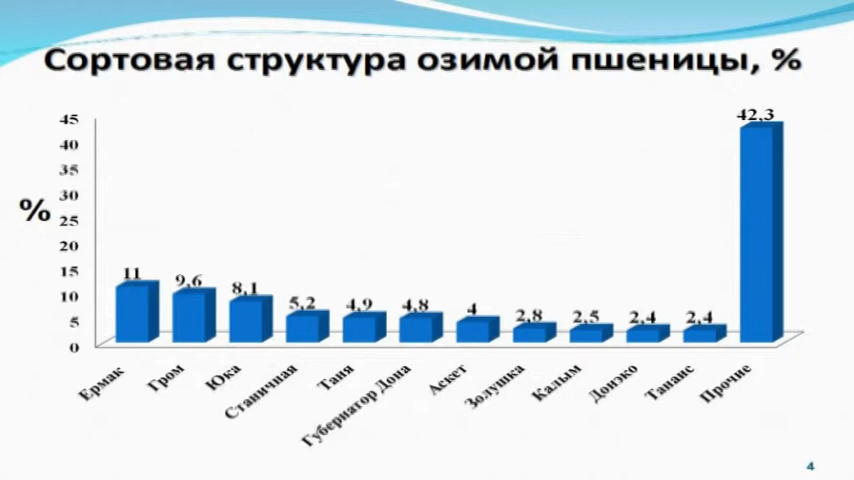 Сортовая структура озимой пшеницы, %
%
45
40
35
30
25
20
15
10
5
0
11
9,6
8,1
5,2
4,9
4,8
4
2,8
2,5
2,4
2,4
42,3
Ермак
Гром
Юка
Станичная
Таня
Губернатор Дона
Аскет
Золушка
Калым
Донэко
Танаис
Прочие
4